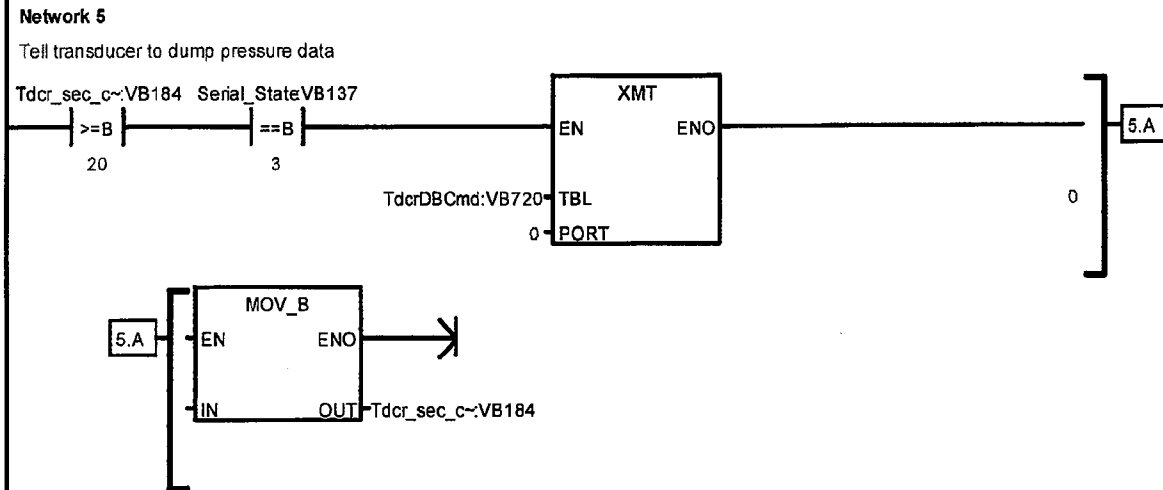 Network 5
Tell transducer to dump pressure data
Tdcr_sec_c~:VB184 Serial_State:VB137
>=B ==B
20 3
XMT
EN ENO
5.A
TdcrDBCmd:VB720 TBL
0
0 PORT
MOV_B
5.A
EN ENO
IN OUT Tdcr_sec_c~:VB184